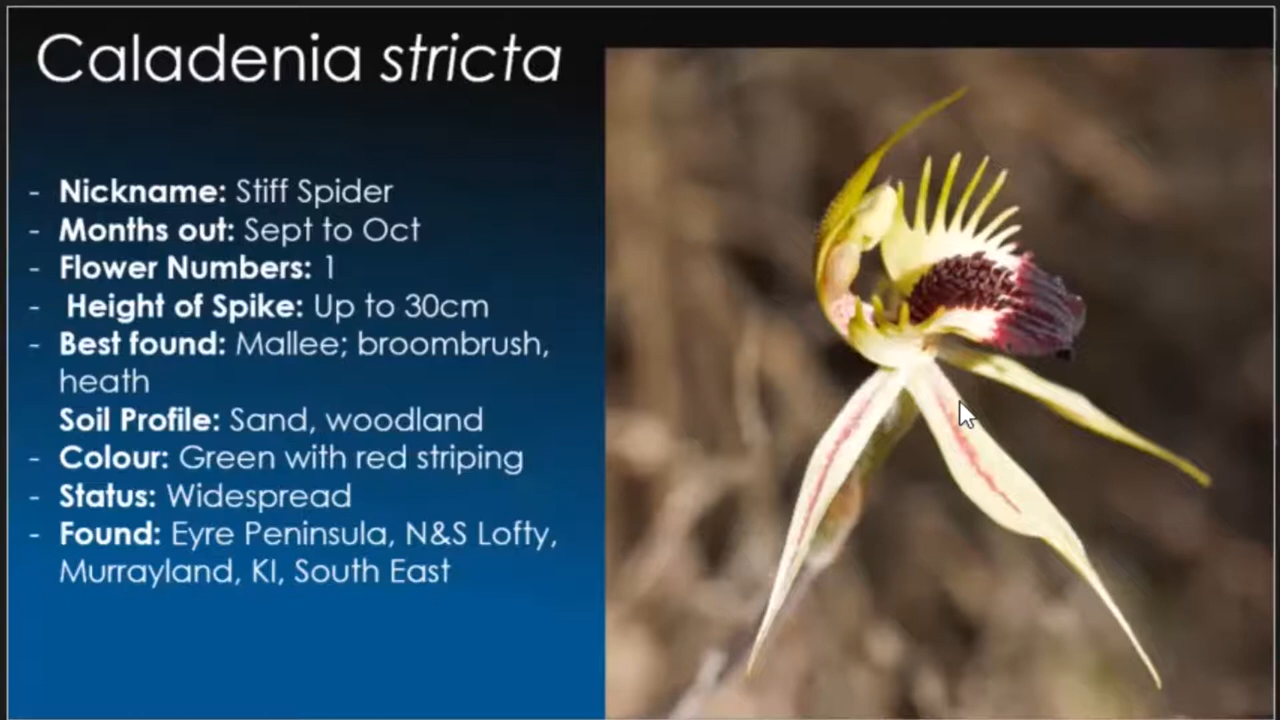 Caladenia stricta
- Nickname: Stiff Spider
- Months out: Sept to Oct
- Flower Numbers: 1
- Height of Spike: Up to 30cm
- Best found: Mallee; broombrush,
heath
Soil Profile: Sand, woodland
- Colour: Green with red striping
- Status: Widespread
- Found: Eyre Peninsula, N&S Lofty,
Murrayland, KI, South East